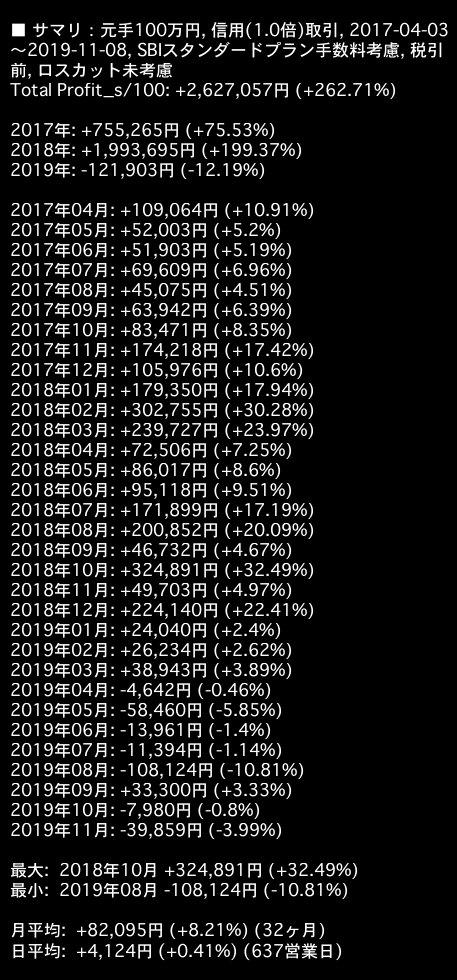 ■ サマリ：元手100万円, 信用(1.0倍)取引, 2017-04-03
～2019-11-08, SBIスタンダードプラン手数料考慮, 税引
前, ロスカット未考慮
Total Profit_s/100: +2,627,057円 (+262.71%)
2017年: +755,265円 (+75.53%)
2018年: +1,993,695円 (+199.37%)
2019年: -121,903円 (-12.19%)
2017年04月: +109,064円 (+10.91%)
2017年05月: +52,003円 (+5.2%)
2017年06月: +51,903円 (+5.19%)
2017年07月: +69,609円 (+6.96%)
2017年08月: +45,075円 (+4.51%)
2017年09月: +63,942円 (+6.39%)
2017年10月: +83,471円 (+8.35%)
2017年11月: +174,218円 (+17.42%)
2017年12月: +105,976円 (+10.6%)
2018年01月: +179,350円 (+17.94%)
2018年02月: +302,755円 (+30.28%)
2018年03月: +239,727円 (+23.97%)
2018年04月: +72,506円 (+7.25%)
2018年05月: +86,017円 (+8.6%)
2018年06月: +95,118円 (+9.51%)
2018年07月: +171,899円 (+17.19%)
2018年08月: +200,852円 (+20.09%)
2018年09月: +46,732円 (+4.67%)
2018年10月: +324,891円 (+32.49%)
2018年11月: +49,703円 (+4.97%)
2018年12月: +224,140円 (+22.41%)
2019年01月: +24,040円 (+2.4%)
2019年02月: +26,234円 (+2.62%)
2019年03月: +38,943円 (+3.89%)
2019年04月: -4,642円 (-0.46%)
2019年05月: -58,460円 (-5.85%)
2019年06月: -13,961円 (-1.4%)
2019年07月: -11,394円 (-1.14%)
2019年08月: -108,124円 (-10.81%)
2019年09月: +33,300円 (+3.33%)
2019年10月: -7,980円 (-0.8%)
2019年11月: -39,859円 (-3.99%)
最大: 2018年10月 +324,891円 (+32.49%)
最小: 2019年08月 -108,124円 (-10.81%)
月平均: +82,095円 (+8.21%) (32ヶ月)
日平均: +4,124円 (+0.41%) (637営業日)